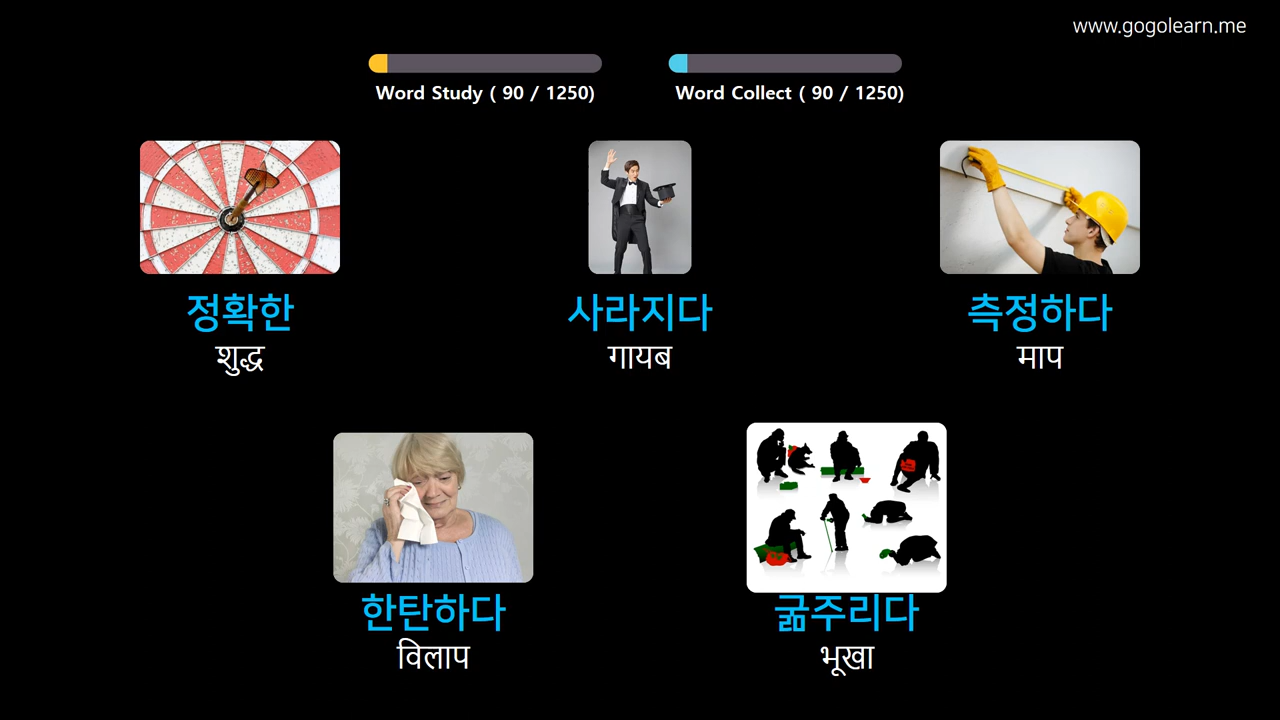 www.gogolearn.me
Word Study ( 90 / 1250)
Word Collect ( 90 / 1250)
정확한
शुद्ध
사라지다
गायब
측정하다
माप
한탄하다
विलाप
굶주리다
भूखा